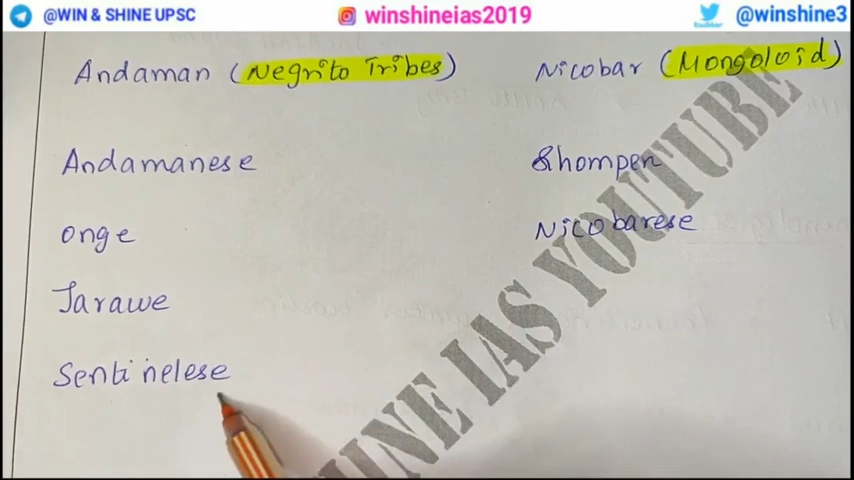 @WIN & SHINE UPSC winshineias2019 @winshine3
Andaman (Negrito Tribes) Nicobar (Mongoloid)
Andamanese Shompen
Onge Nicobarese
Jarawe
Sentinelese
SHINE IAS YOUTUBE